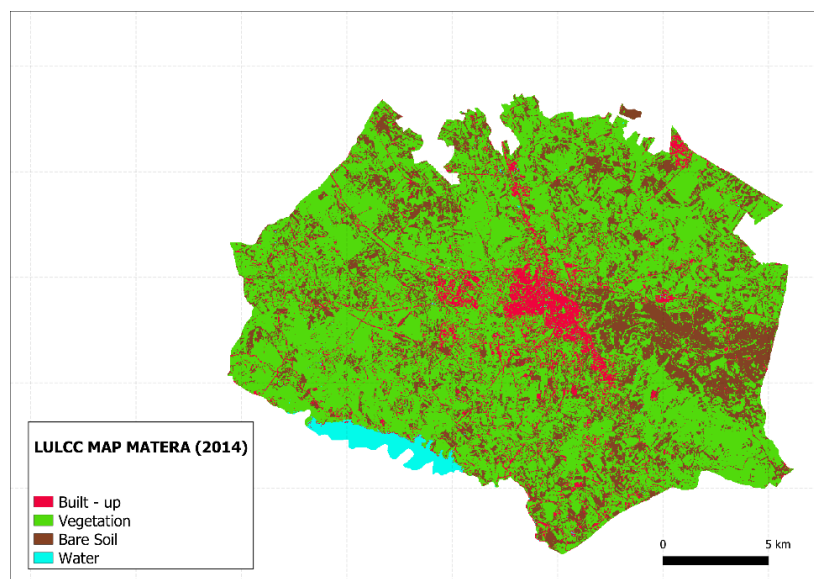 LULCC MAP MATERA (2014)
Built - up
Vegetation
Bare Soil
Water
0 5 km